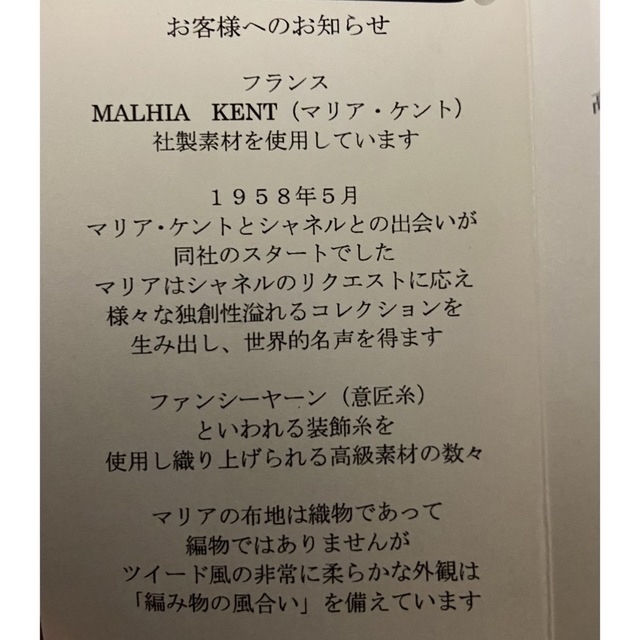 お客様へのお知らせ
フランス
MALHIA KENT（マリア・ケント）
社製素材を使用しています
１９５８年５月
マリア・ケントとシャネルとの出会いが
同社のスタートでした
マリアはシャネルのリクエストに応え
様々な独創性溢れるコレクションを
生み出し、世界的名声を得ます
ファンシーヤーン（意匠糸）
といわれる装飾糸を
使用し織り上げられる高級素材の数々
マリアの布地は織物であって
編物ではありませんが
ツイード風の非常に柔らかな外観は
「編み物の風合い」を備えています